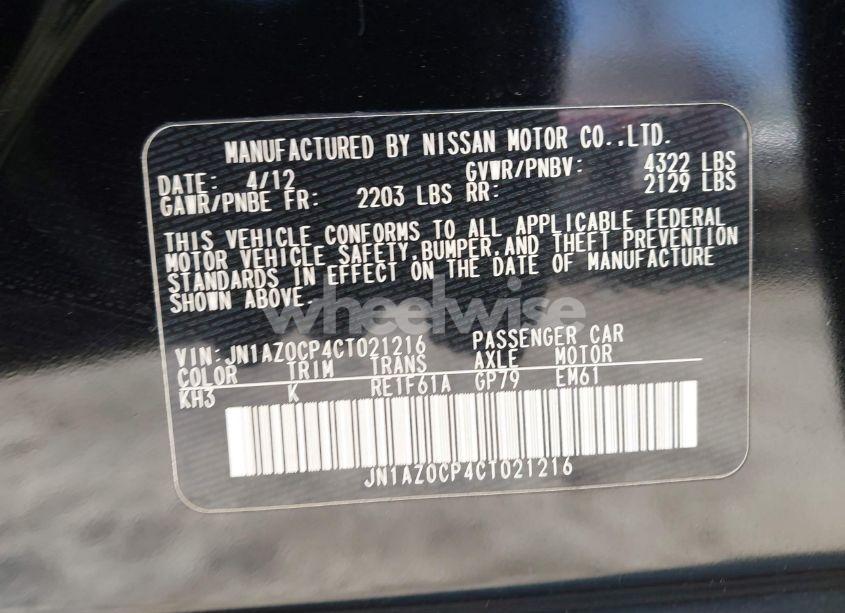 MANUFACTURED BY NISSAN MOTOR CO.,LTD.
DATE: 4/12 GVWR/PNBV: 4322 LBS
GAWR/PNBE FR: 2203 LBS RR: 2129 LBS
THIS VEHICLE CONFORMS TO ALL APPLICABLE FEDERAL
MOTOR VEHICLE SAFETY,BUMPER,AND THEFT PREVENTION
STANDARDS IN EFFECT ON THE DATE OF MANUFACTURE
SHOWN ABOVE.
wheelwise
VIN:JN1AZ0CP4CT021216 PASSENGER CAR
COLOR TRIM TRANS AXLE MOTOR
KH3 K RE1F61A GP79 EM61
JN1AZ0CP4CT021216